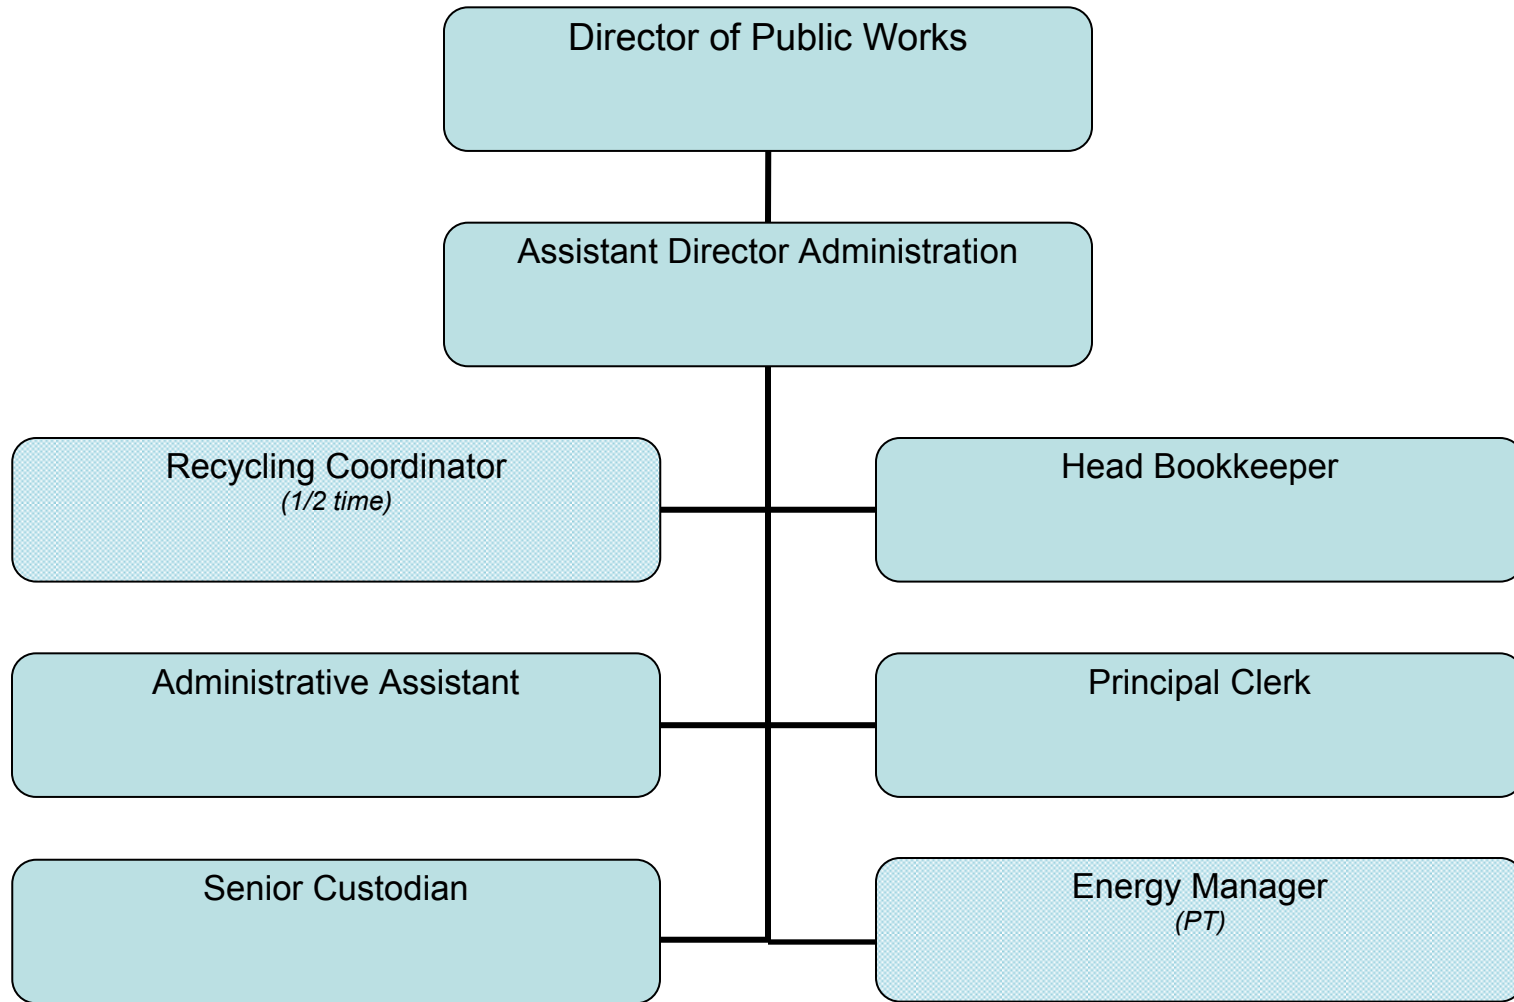 Director of Public Works
Assistant Director Administration
Recycling Coordinator
(1/2 time)
Head Bookkeeper
Administrative Assistant
Principal Clerk
Senior Custodian
Energy Manager
(PT)